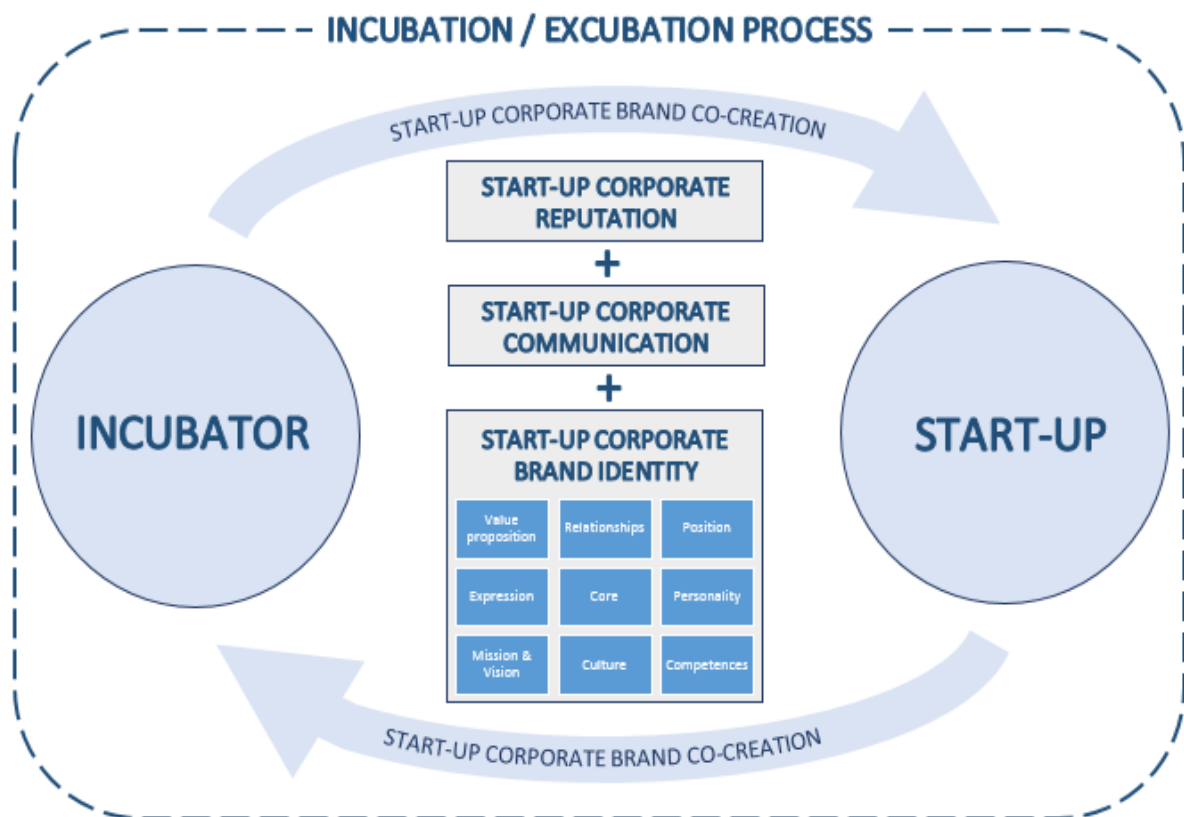 INCUBATION / EXCUBATION PROCESS
START-UP CORPORATE BRAND CO-CREATION
START-UP CORPORATE
REPUTATION
+
START-UP CORPORATE
COMMUNICATION
+
INCUBATOR
START-UP CORPORATE
BRAND IDENTITY
START-UP
Value
proposition
Relationships
Position
Expression
Core
Personality
Mission &
Vision
Culture
Competences
START-UP CORPORATE BRAND CO-CREATION